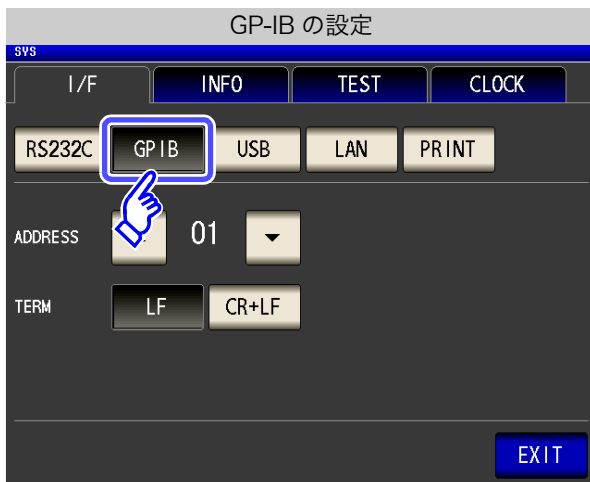 GP-IB の設定
SYS
I/F INFO TEST CLOCK
RS232C GPIB USB LAN PRINT
ADDRESS 01
TERM LF CR+LF
EXIT